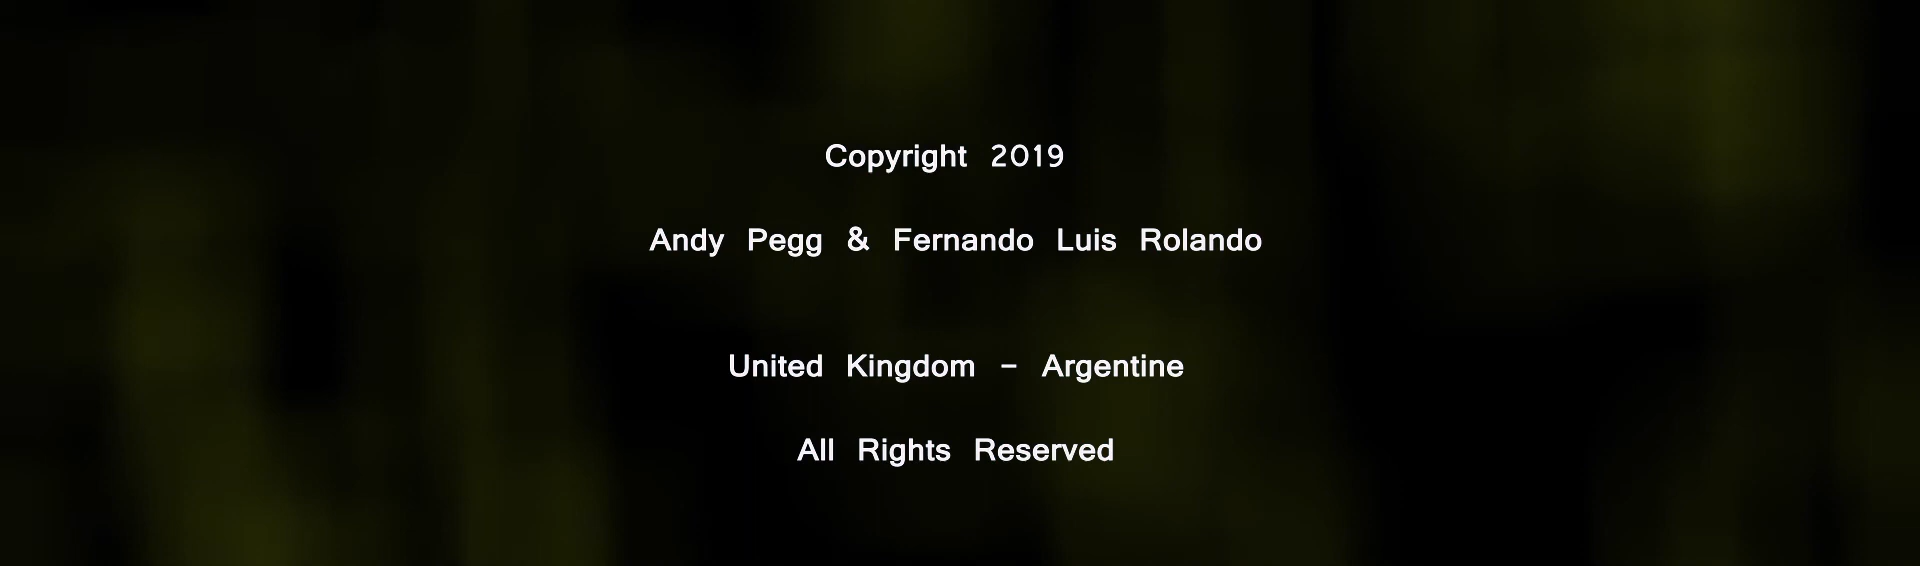 Copyright 2019
Andy Pegg & Fernando Luis Rolando
United Kingdom - Argentine
All Rights Reserved